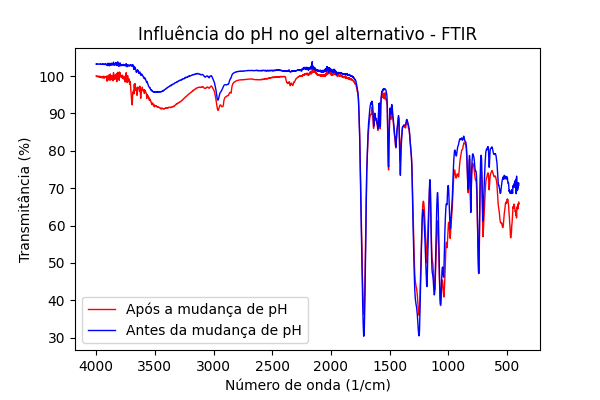 Influência do pH no gel alternativo - FTIR
Transmitância (%)
100
90
80
70
60
50
40
30
Após a mudança de pH
Antes da mudança de pH
4000 3500 3000 2500 2000 1500 1000 500
Número de onda (1/cm)